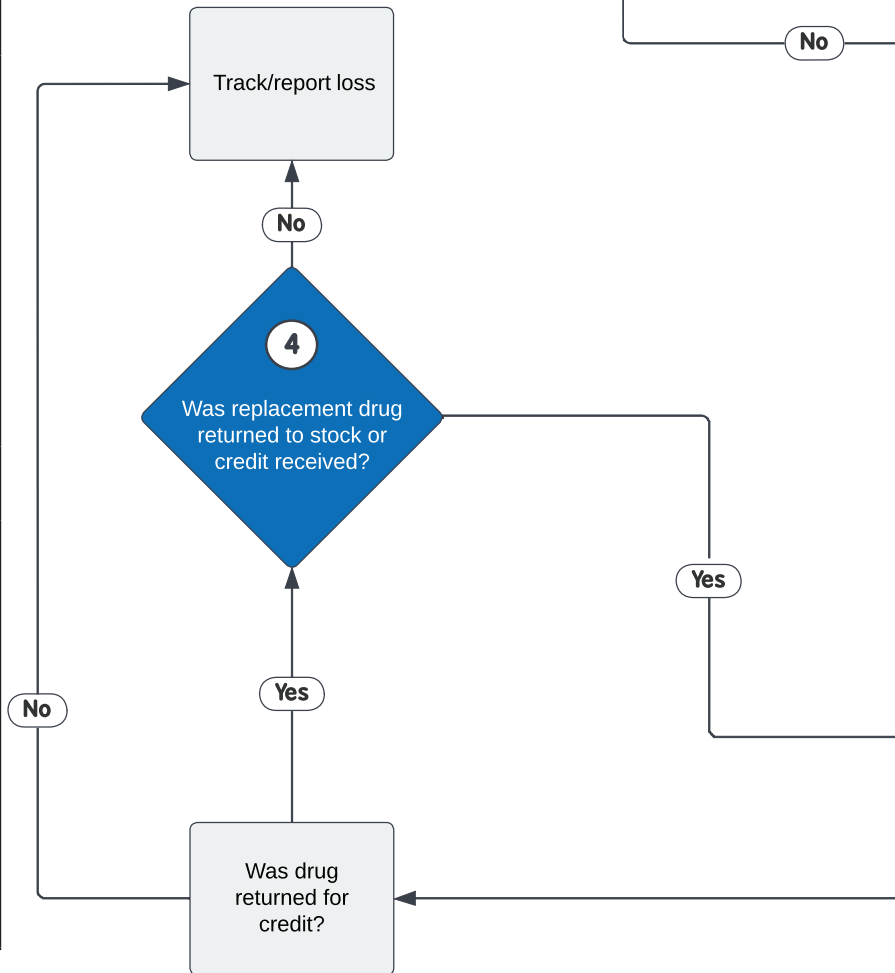 No
Track/report loss
No
4
Was replacement drug
returned to stock or
credit received?
Yes
Yes
No
Was drug
returned for
credit?